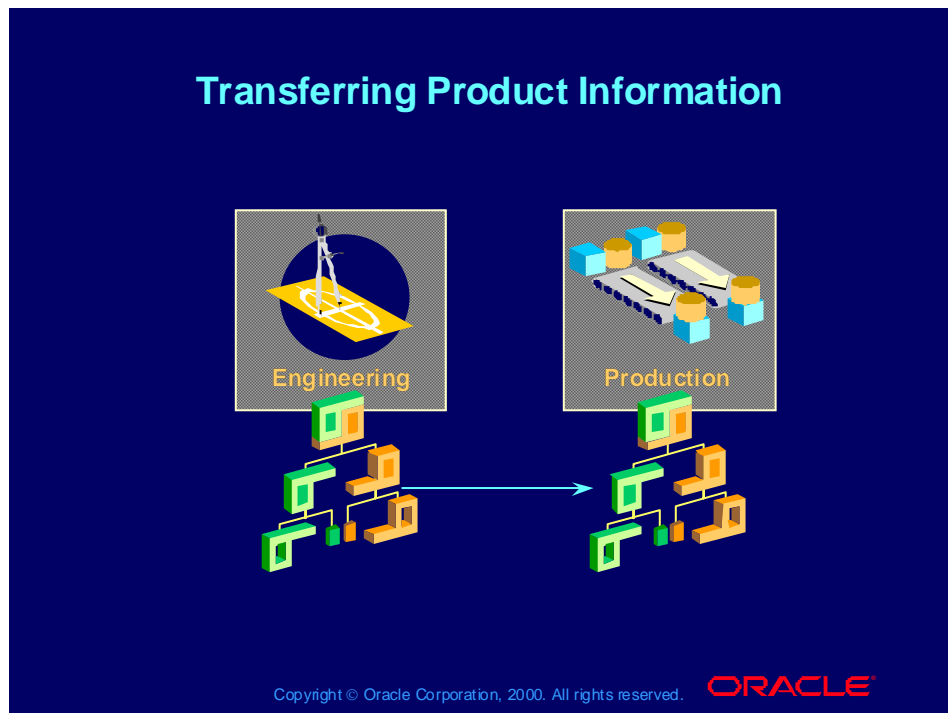 Transferring Product Information
Engineering
Production
Copyright © Oracle Corporation, 2000. All rights reserved.
ORACLE®